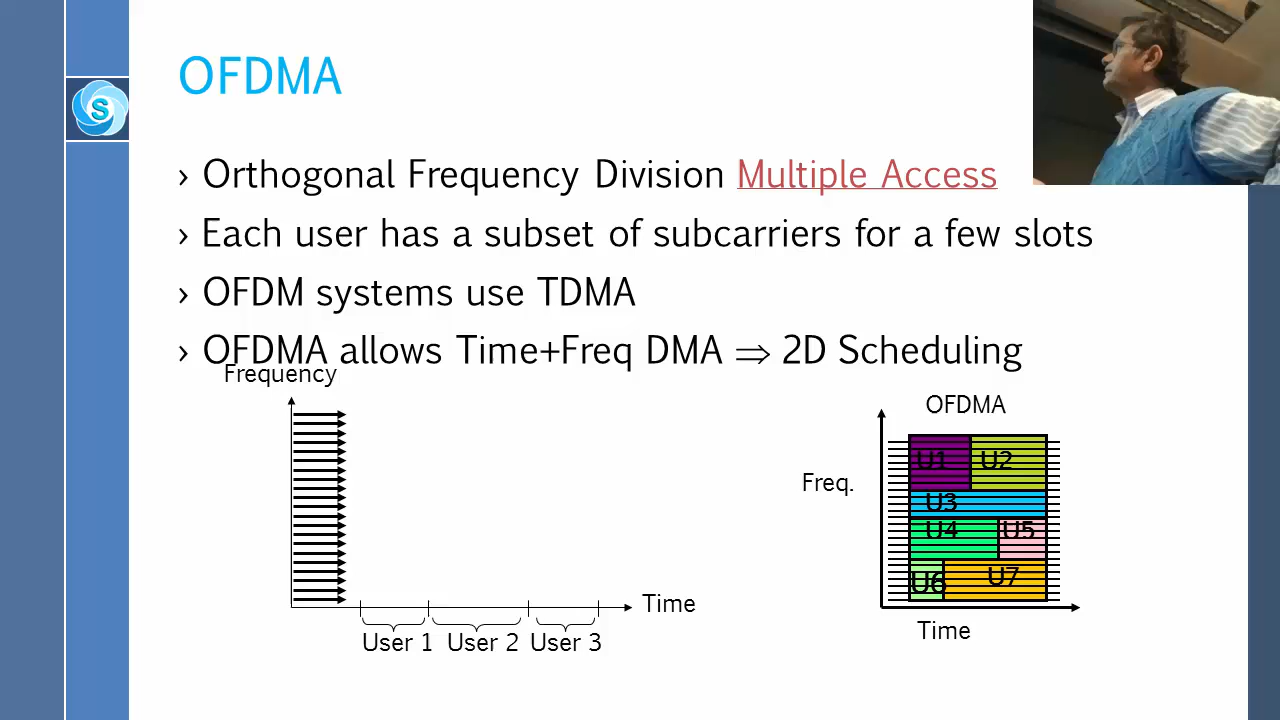 S
OFDMA
› Orthogonal Frequency Division Multiple Access
› Each user has a subset of subcarriers for a few slots
› OFDM systems use TDMA
› OFDMA allows Time+Freq DMA ⇒ 2D Scheduling
Frequency
Time
User 1 User 2 User 3
OFDMA
Freq.
U1 U2
U3
U4 U5
U6 U7
Time